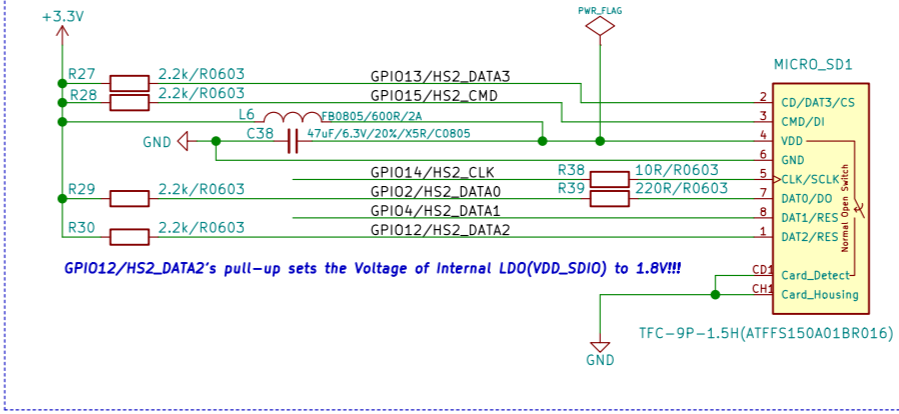 PWR_FLAG
+3.3V
MICRO_SD1
R27 2.2k/R0603 GPIO13/HS2_DATA3 2 CD/DAT3/CS
R28 2.2k/R0603 GPIO15/HS2_CMD 3 CMD/DI
L6 FB0805/600R/2A
GND C38 47uF/6.3V/20%/X5R/C0805 4 VDD
6 GND
GPIO14/HS2_CLK R38 10R/R0603 5 CLK/SCLK
R29 2.2k/R0603 GPIO2/HS2_DATA0 R39 220R/R0603 7 DAT0/DO
GPIO4/HS2_DATA1 8 DAT1/RES
R30 2.2k/R0603 GPIO12/HS2_DATA2 1 DAT2/RES
Normal Open Switch
GPIO12/HS2_DATA2's pull-up sets the Voltage of Internal LDO(VDD_SDIO) to 1.8V!!!
CD1 Card_Detect
CH1 Card_Housing
TFC-9P-1.5H(ATFFS150A01BR016)
GND